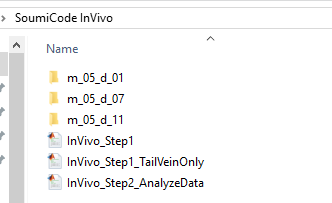 SoumiCode InVivo
Name
m_05_d_01
m_05_d_07
m_05_d_11
InVivo_Step1
InVivo_Step1_TailVeinOnly
InVivo_Step2_AnalyzeData